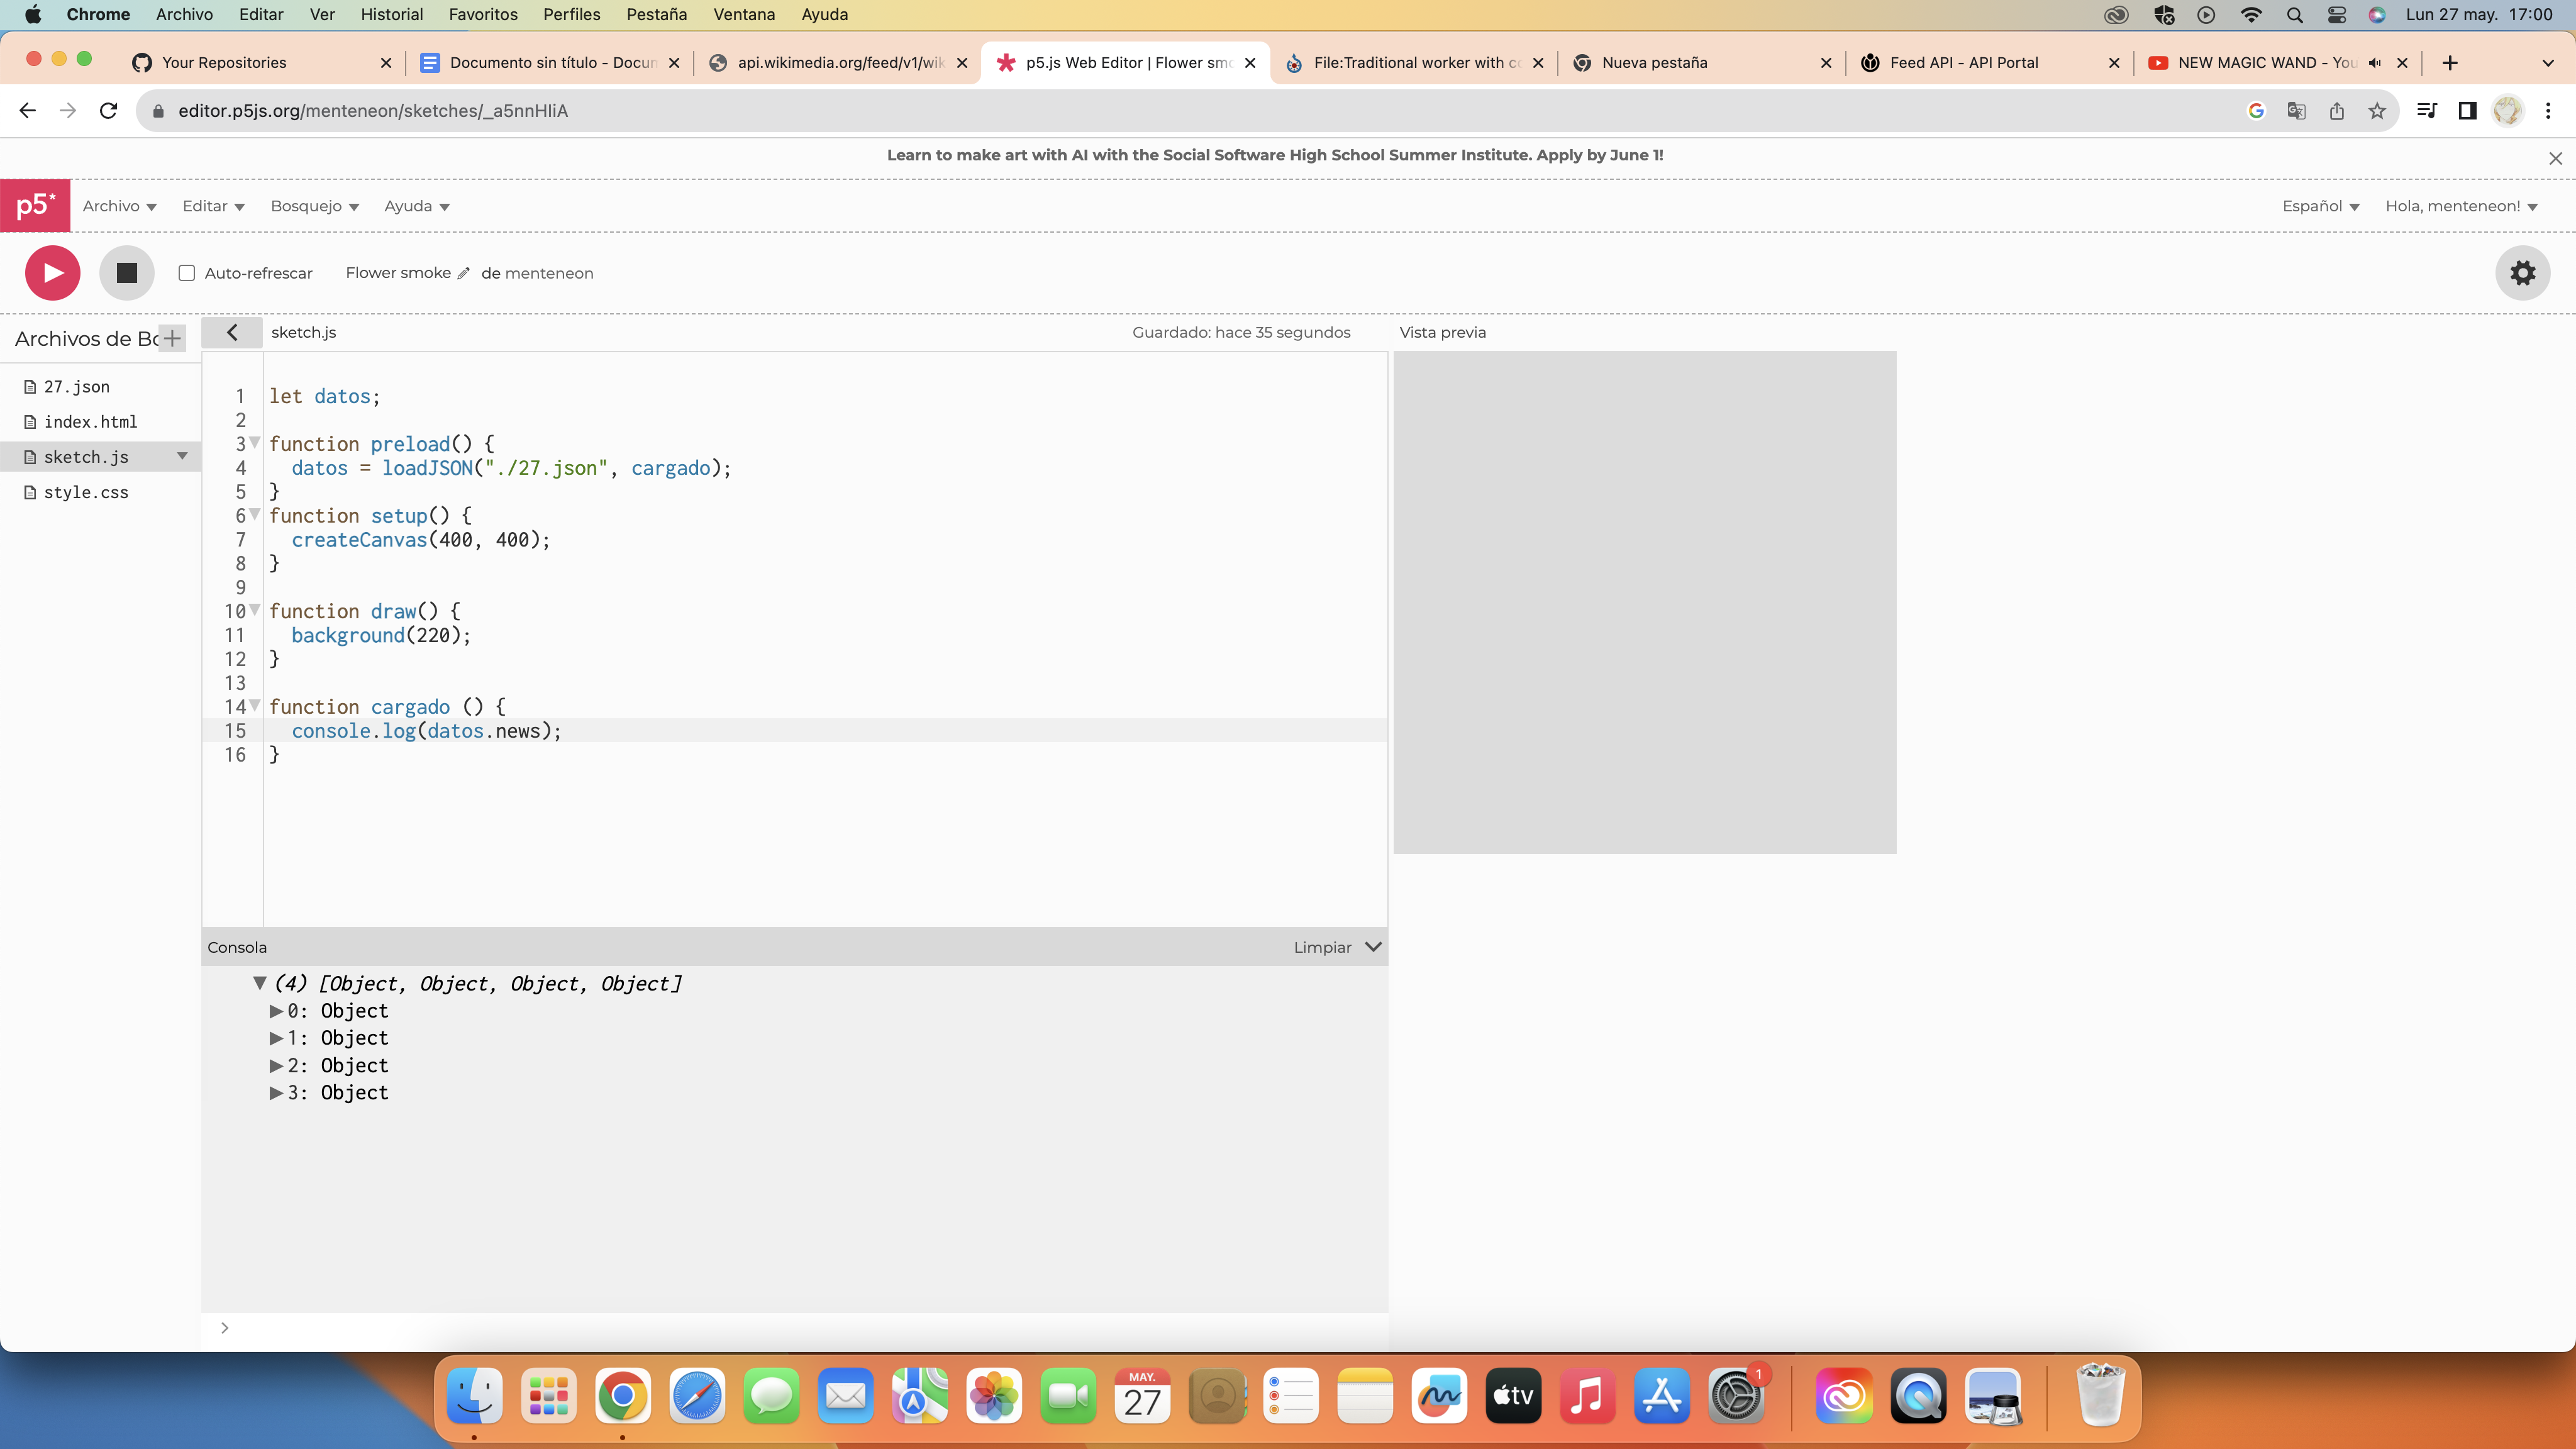 Chrome Archivo Editar Ver Historial Favoritos Perfiles Pestaña Ventana Ayuda Lun 27 may. 17:00
Your Repositories Documento sin título - Docun api.wikimedia.org/feed/v1/wik p5.js Web Editor | Flower smo File:Traditional worker with co Nueva pestaña Feed API - API Portal NEW MAGIC WAND - You
editor.p5js.org/menteneon/sketches/_a5nnHIiA
Learn to make art with AI with the Social Software High School Summer Institute. Apply by June 1!
p5* Archivo Editar Bosquejo Ayuda Español Hola, menteneon!
Auto-refrescar Flower smoke de menteneon
Archivos de Bo sketch.js Guardado: hace 35 segundos Vista previa
27.json
index.html
sketch.js
style.css
1 let datos;
2
3 function preload() {
4 datos = loadJSON("./27.json", cargado);
5 }
6 function setup() {
7 createCanvas(400, 400);
8 }
9
10 function draw() {
11 background(220);
12 }
13
14 function cargado () {
15 console.log(datos.news);
16 }
Consola Limpiar
(4) [Object, Object, Object, Object]
0: Object
1: Object
2: Object
3: Object
>
MAY.
27
tv
1